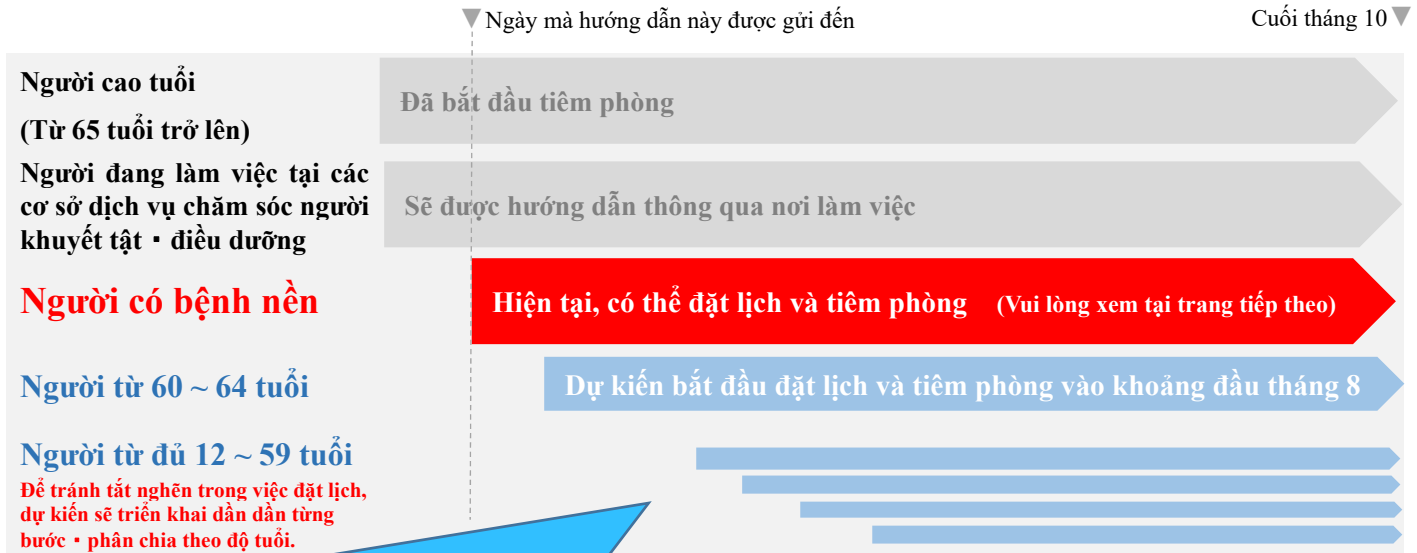 ▼Ngày mà hướng dẫn này được gửi đến
Cuối tháng 10▼
Người cao tuổi
(Từ 65 tuổi trở lên)
Đã bắt đầu tiêm phòng
Người đang làm việc tại các
cơ sở dịch vụ chăm sóc người
khuyết tật・điều dưỡng
Sẽ được hướng dẫn thông qua nơi làm việc
Người có bệnh nền
Hiện tại, có thể đặt lịch và tiêm phòng (Vui lòng xem tại trang tiếp theo)
Người từ 60 ~ 64 tuổi
Dự kiến bắt đầu đặt lịch và tiêm phòng vào khoảng đầu tháng 8
Người từ đủ 12 ~ 59 tuổi
Để tránh tắt nghẽn trong việc đặt lịch,
dự kiến sẽ triển khai dần dần từng
bước・phân chia theo độ tuổi.